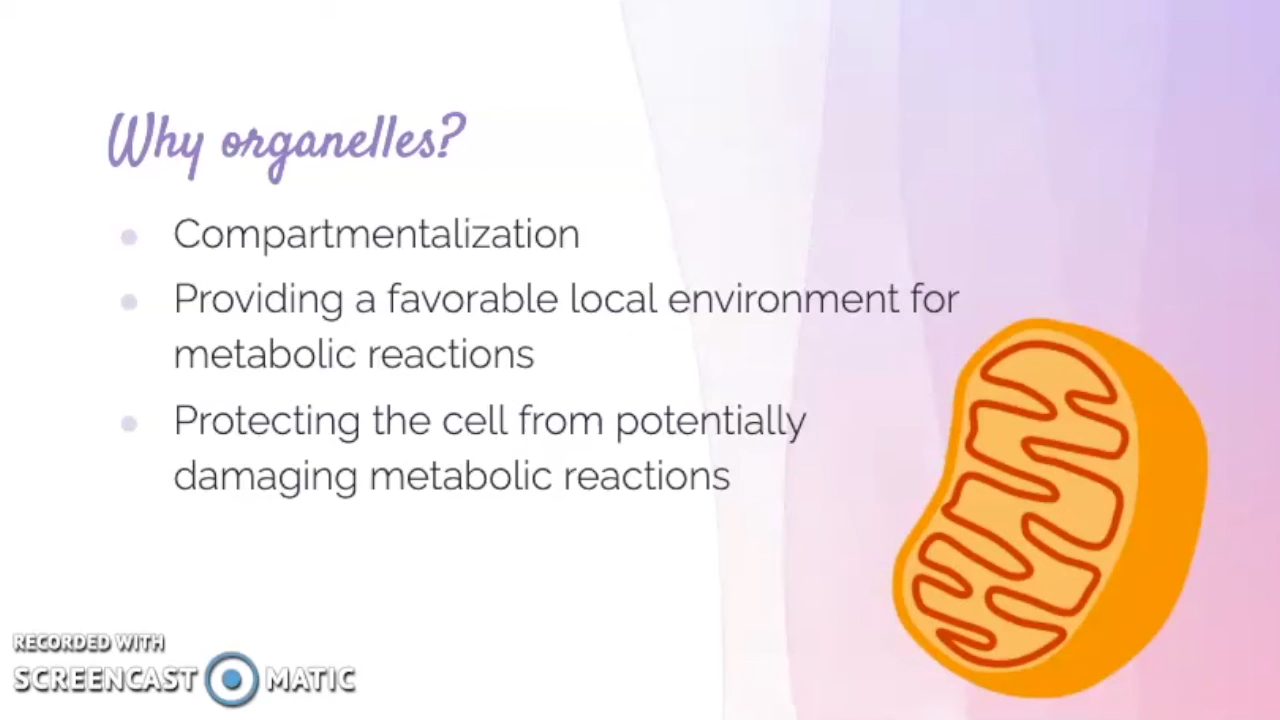 Why organelles?
Compartmentalization
Providing a favorable local environment for
metabolic reactions
Protecting the cell from potentially
damaging metabolic reactions
RECORDED WITH
SCREENCAST MATIC